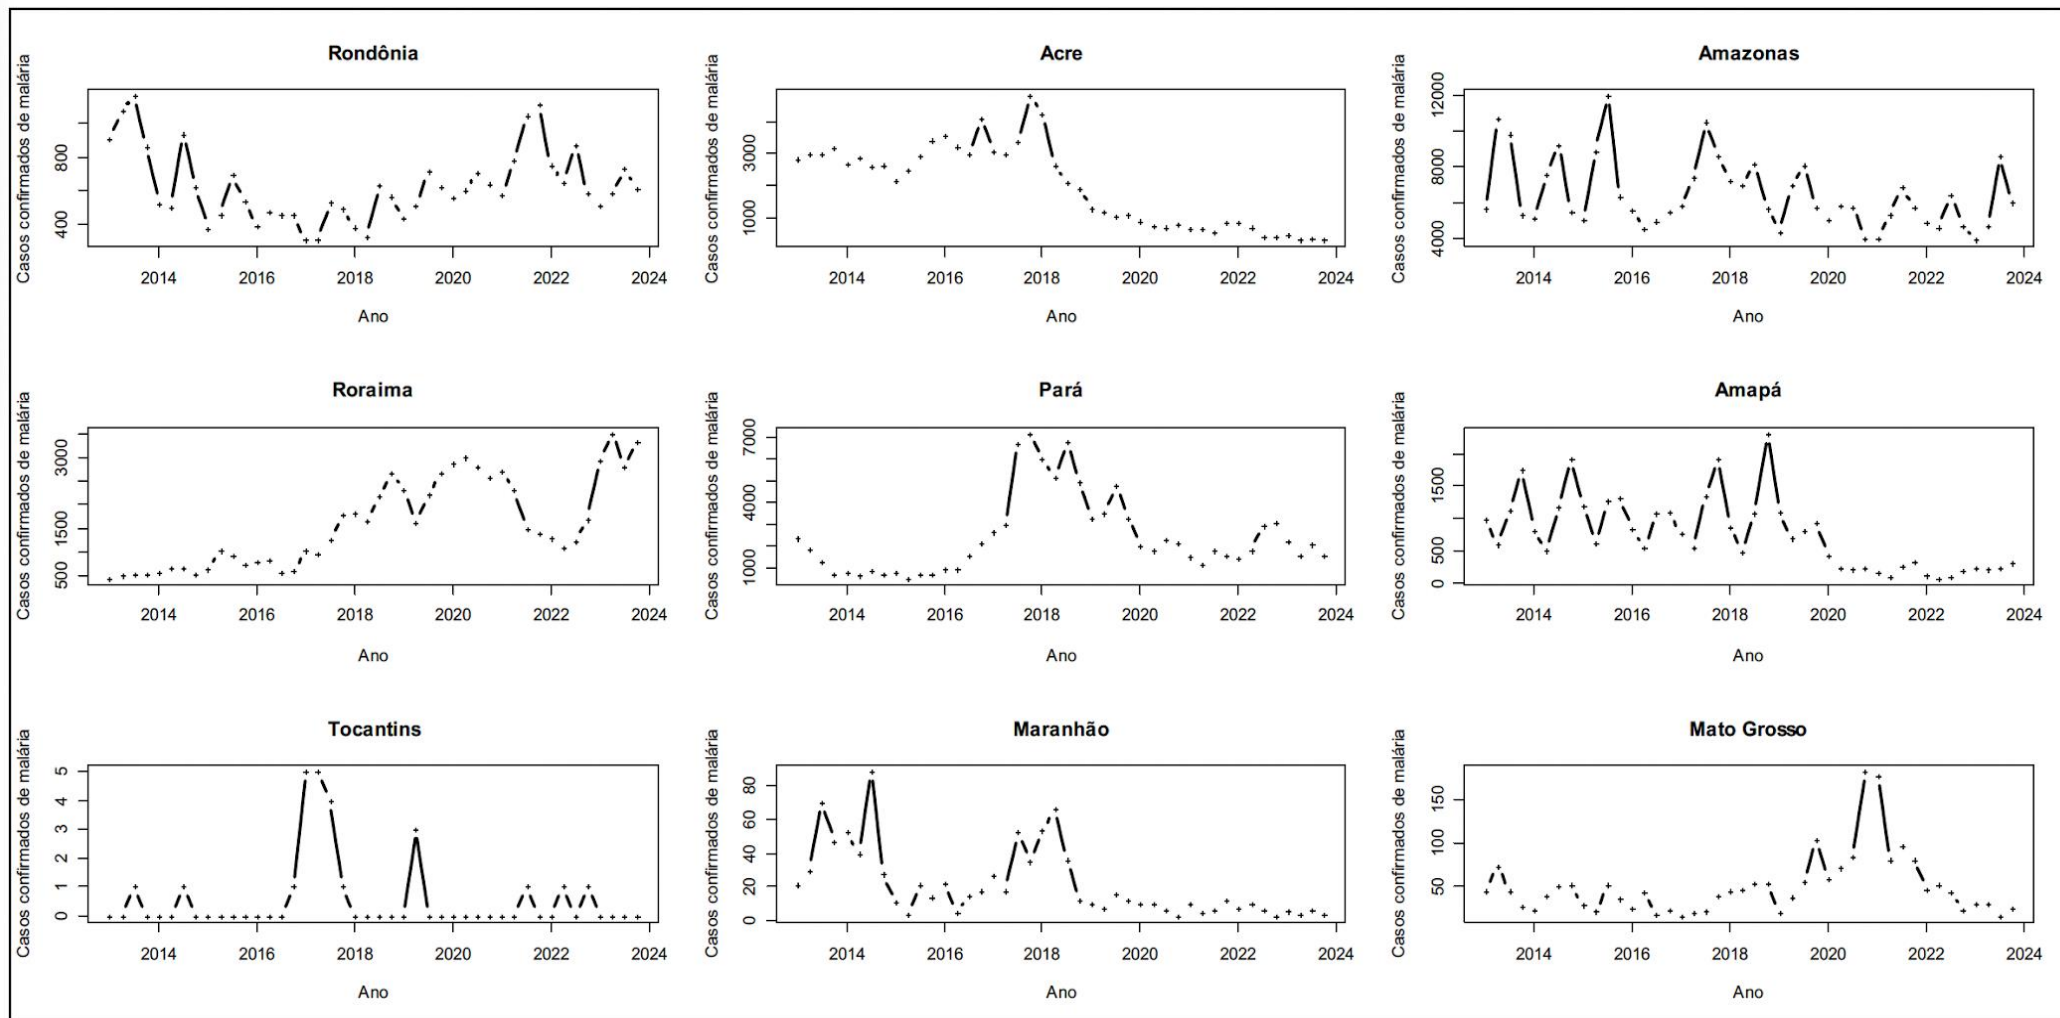 Rondônia
Casos confirmados de malária
800
400
2014 2016 2018 2020 2022 2024
Ano
Acre
Casos confirmados de malária
3000
1000
2014 2016 2018 2020 2022 2024
Ano
Amazonas
Casos confirmados de malária
12000
8000
4000
2014 2016 2018 2020 2022 2024
Ano
Roraima
Casos confirmados de malária
3000
1500
500
2014 2016 2018 2020 2022 2024
Ano
Pará
Casos confirmados de malária
7000
4000
1000
2014 2016 2018 2020 2022 2024
Ano
Amapá
Casos confirmados de malária
1500
500
0
2014 2016 2018 2020 2022 2024
Ano
Tocantins
Casos confirmados de malária
5
4
3
2
1
0
2014 2016 2018 2020 2022 2024
Ano
Maranhão
Casos confirmados de malária
80
60
40
20
0
2014 2016 2018 2020 2022 2024
Ano
Mato Grosso
Casos confirmados de malária
150
100
50
2014 2016 2018 2020 2022 2024
Ano